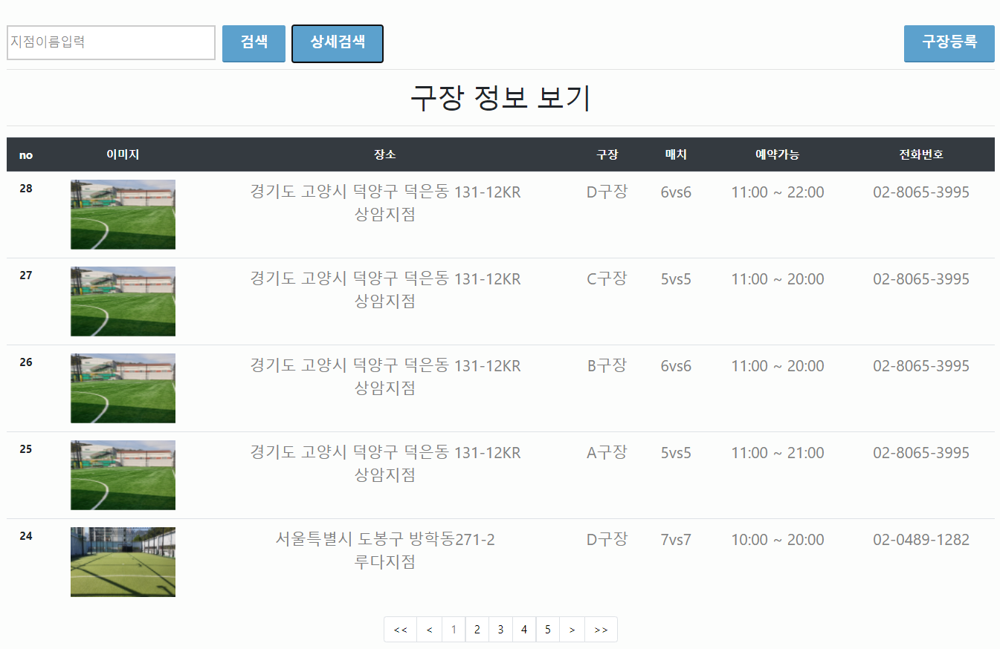 지점이름입력 검색 상세검색 구장등록
구장 정보 보기
no 이미지 장소 구장 매치 예약가능 전화번호
28 경기도 고양시 덕양구 덕은동 131-12KR D구장 6vs6 11:00 ~ 22:00 02-8065-3995
상암지점
27 경기도 고양시 덕양구 덕은동 131-12KR C구장 5vs5 11:00 ~ 20:00 02-8065-3995
상암지점
26 경기도 고양시 덕양구 덕은동 131-12KR B구장 6vs6 11:00 ~ 20:00 02-8065-3995
상암지점
25 경기도 고양시 덕양구 덕은동 131-12KR A구장 5vs5 11:00 ~ 21:00 02-8065-3995
상암지점
24 서울특별시 도봉구 방학동271-2 D구장 7vs7 10:00 ~ 20:00 02-0489-1282
루다지점
<< < 1 2 3 4 5 > >>